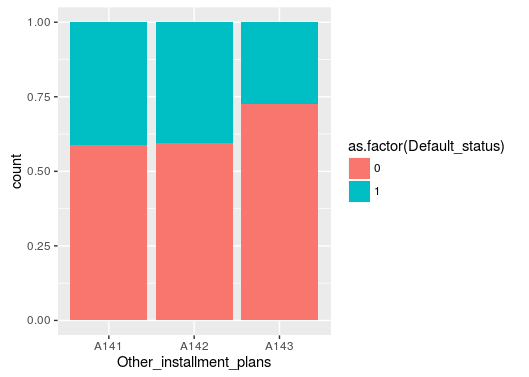 1.00
0.75
0.50
0.25
0.00
count
A141
A142
A143
Other_installment_plans
as.factor(Default_status)
0
1